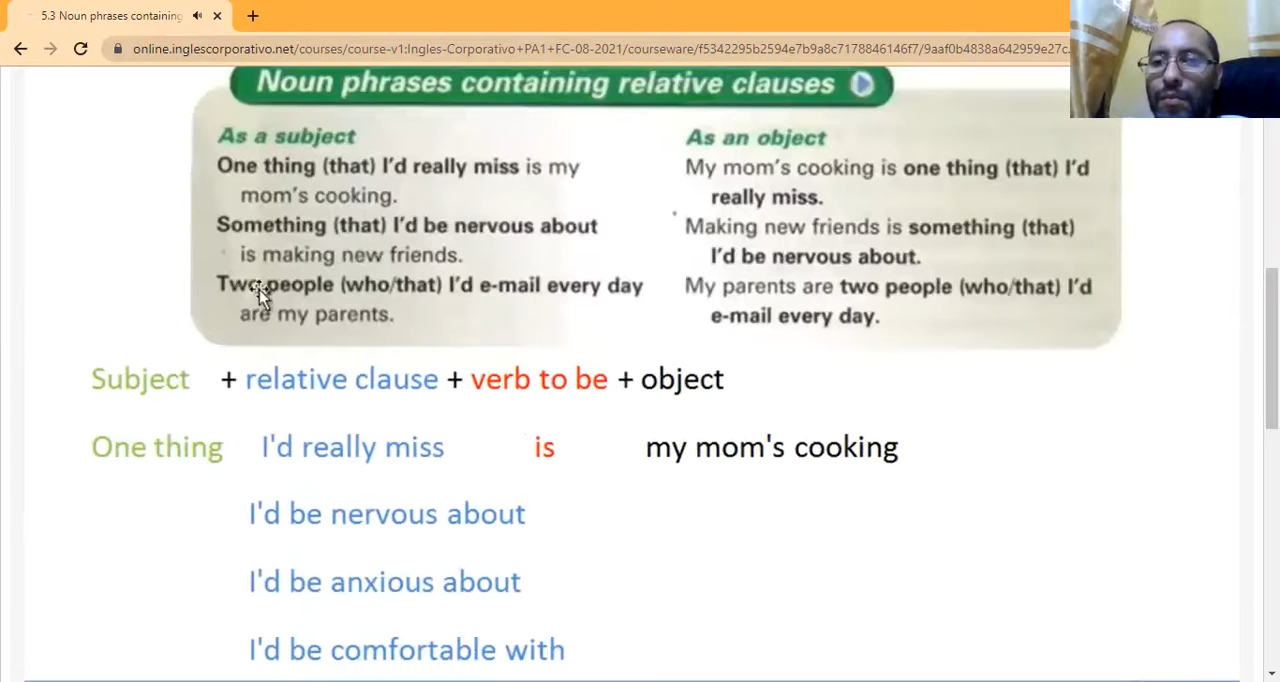 5.3 Noun phrases containing
online.inglescorporativo.net/courses/course-v1:Ingles-Corporativo+PA1+FC-08-2021/courseware/f5342295b2594e7b9a8c7178846146f7/9aaf0b4838a642959e27c...
Noun phrases containing relative clauses
As a subject
One thing (that) I'd really miss is my
mom's cooking.
Something (that) I'd be nervous about
is making new friends.
Two people (who/that) I'd e-mail every day
are my parents.
As an object
My mom's cooking is one thing (that) I'd
really miss.
Making new friends is something (that)
I'd be nervous about.
My parents are two people (who/that) I'd
e-mail every day.
Subject + relative clause + verb to be + object
One thing I'd really miss is my mom's cooking
I'd be nervous about
I'd be anxious about
I'd be comfortable with